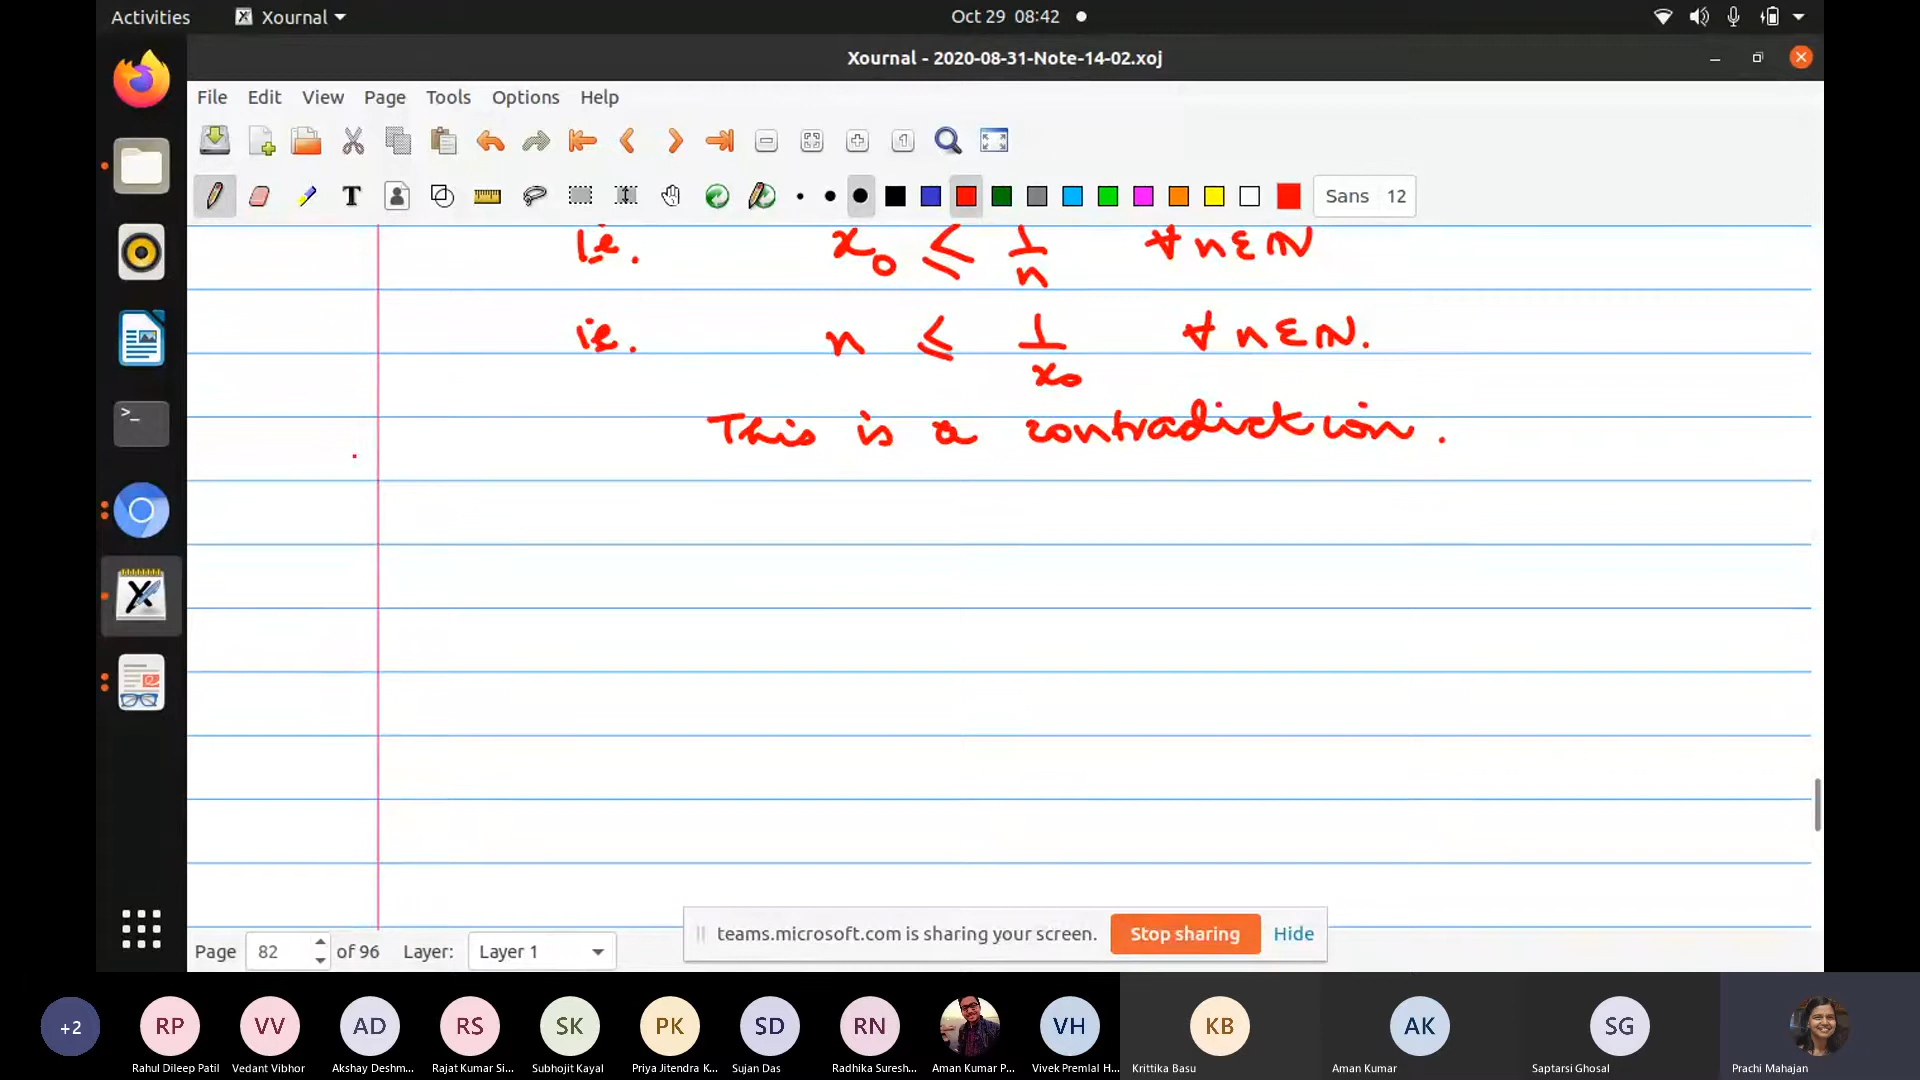 Activities Xournal Oct 29 08:42
Xournal - 2020-08-31-Note-14-02.xoj
File Edit View Page Tools Options Help
T Sans 12
i.e. x₀ ≤ 1/n ∀ n ∈ ℕ
i.e. n ≤ 1/x₀ ∀ n ∈ ℕ.
This is a contradiction.
teams.microsoft.com is sharing your screen. Stop sharing Hide
Page 82 of 96 Layer: Layer 1
+2 RP VV AD RS SK PK SD RN VH KB AK SG
Rahul Dileep Patil Vedant Vibhor Akshay Deshm... Rajat Kumar Si... Subhojit Kayal Priya Jitendra K... Sujan Das Radhika Suresh... Aman Kumar P... Vivek Premlal H... Krittika Basu Aman Kumar Saptarsi Ghosal Prachi Mahajan